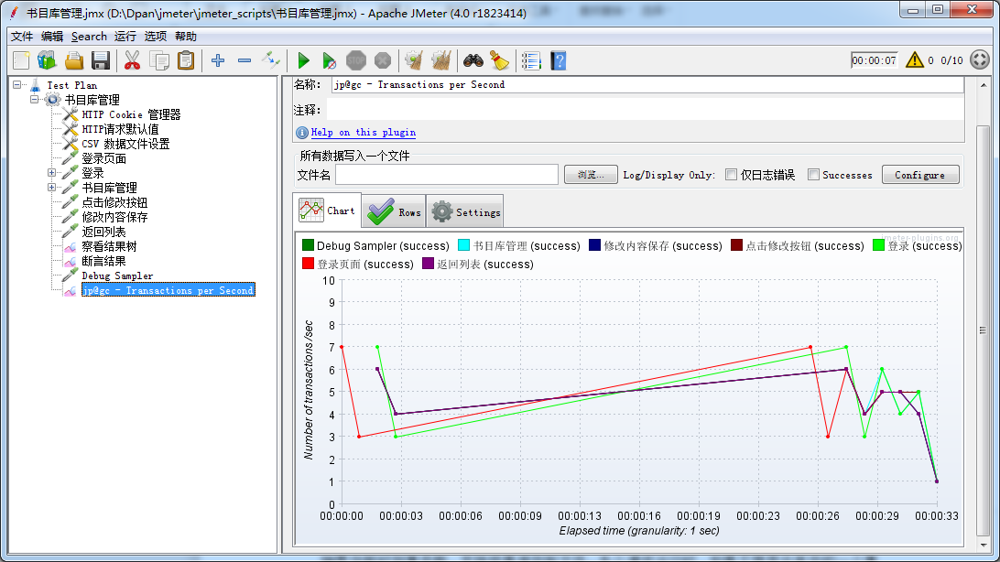 书目库管理.jmx (D:\Dpan\jmeter\jmeter_scripts\书目库管理.jmx) - Apache JMeter (4.0 r1823414)
文件 编辑 Search 运行 选项 帮助
00:00:07 0 0/10
Test Plan
书目库管理
HTTP Cookie 管理器
HTTP请求默认值
CSV 数据文件设置
登录页面
登录
书目库管理
点击修改按钮
修改内容保存
返回列表
察看结果树
断言结果
Debug Sampler
jp@gc - Transactions per Second
名称: jp@gc - Transactions per Second
注释:
Help on this plugin
所有数据写入一个文件
文件名 浏览... Log/Display Only: 仅日志错误 Successes Configure
Chart Rows Settings
jmeter-plugins.org
Debug Sampler (success) 书目库管理 (success) 修改内容保存 (success) 点击修改按钮 (success) 登录 (success)
登录页面 (success) 返回列表 (success)
Number of transactions /sec
10
9
8
7
6
5
4
3
2
1
0
00:00:00 00:00:03 00:00:06 00:00:09 00:00:13 00:00:16 00:00:19 00:00:23 00:00:26 00:00:29 00:00:33
Elapsed time (granularity: 1 sec)